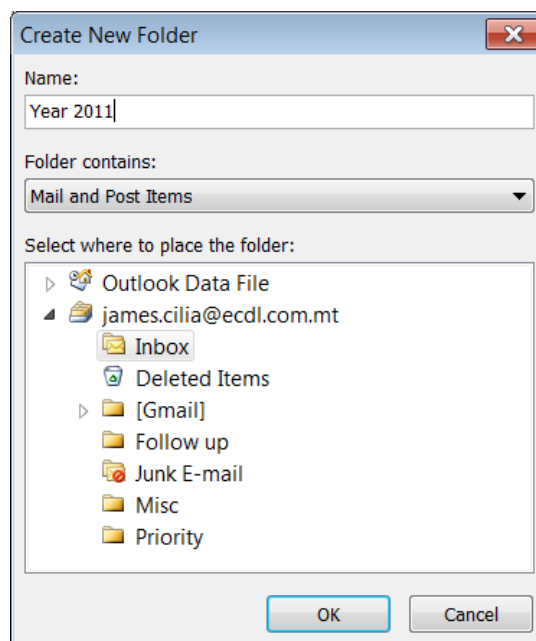 Create New Folder
Name:
Year 2011
Folder contains:
Mail and Post Items
Select where to place the folder:
Outlook Data File
james.cilia@ecdl.com.mt
Inbox
Deleted Items
[Gmail]
Follow up
Junk E-mail
Misc
Priority
OK Cancel